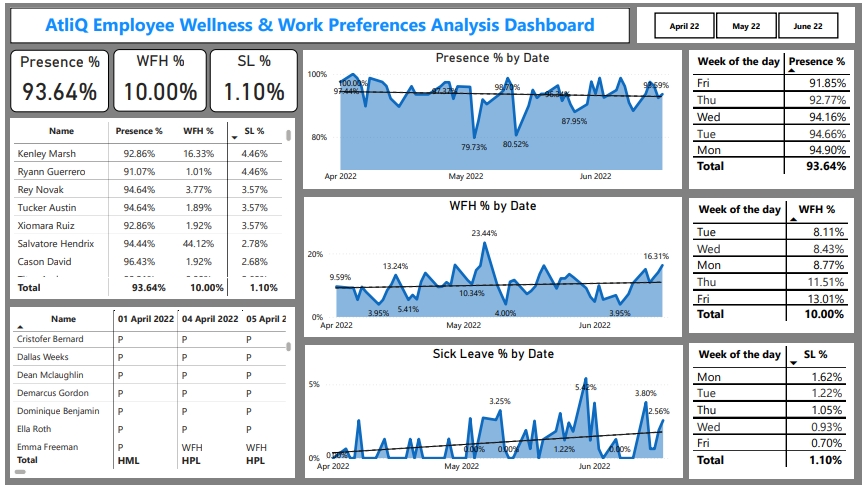 AtliQ Employee Wellness & Work Preferences Analysis Dashboard
April 22 May 22 June 22
Presence % WFH % SL %
93.64% 10.00% 1.10%
Name Presence % WFH % SL %
Kenley Marsh 92.86% 16.33% 4.46%
Ryann Guerrero 91.07% 1.01% 4.46%
Rey Novak 94.64% 3.77% 3.57%
Tucker Austin 94.64% 1.89% 3.57%
Xiomara Ruiz 92.86% 1.92% 3.57%
Salvatore Hendrix 94.44% 44.12% 2.78%
Cason David 96.43% 1.92% 2.68%
Total 93.64% 10.00% 1.10%
Name 01 April 2022 04 April 2022 05 April 2
Cristofer Bernard P P P
Dallas Weeks P P P
Dean Mclaughlin P P P
Demarcus Gordon P P P
Dominique Benjamin P P P
Ella Roth P P P
Emma Freeman P WFH WFH
Total HML HPL HPL
Presence % by Date
100%
80%
100.00%
97.44%
79.73%
98.70%
80.52%
87.95%
Apr 2022 May 2022 Jun 2022
WFH % by Date
20%
0%
9.59%
3.95%
13.24%
5.41%
10.34%
23.44%
4.00%
3.95%
16.31%
Apr 2022 May 2022 Jun 2022
Sick Leave % by Date
5%
0%
3.25%
0.00%
0.00%
1.22%
5.42%
0.00%
3.80%
2.56%
Apr 2022 May 2022 Jun 2022
Week of the day Presence %
Fri 91.85%
Thu 92.77%
Wed 94.16%
Tue 94.66%
Mon 94.90%
Total 93.64%
Week of the day WFH %
Tue 8.11%
Wed 8.43%
Mon 8.77%
Thu 11.51%
Fri 13.01%
Total 10.00%
Week of the day SL %
Mon 1.62%
Tue 1.22%
Thu 1.05%
Wed 0.93%
Fri 0.70%
Total 1.10%